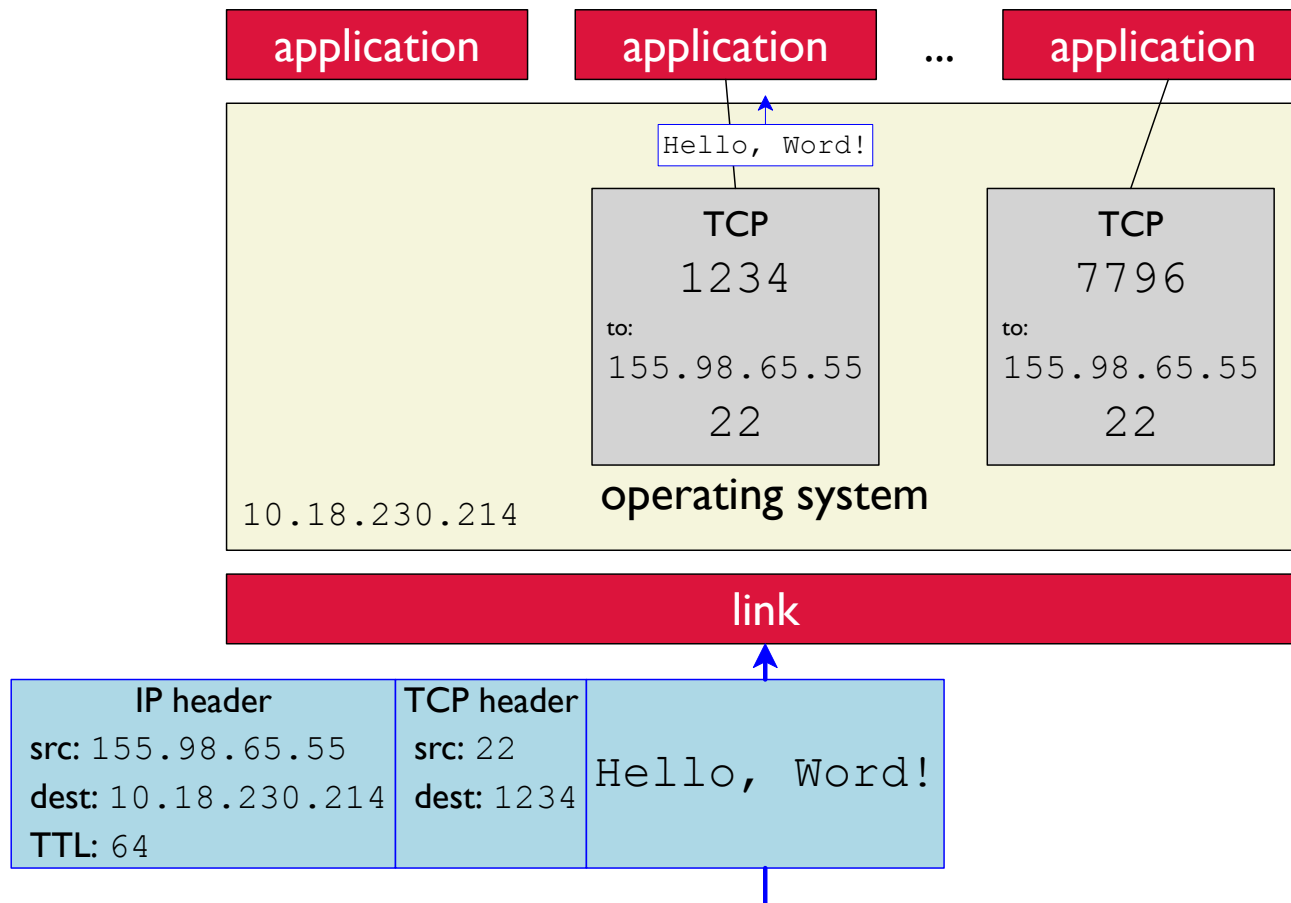 application
application
...
application
Hello, Word!
TCP
1234
to:
155.98.65.55
22
TCP
7796
to:
155.98.65.55
22
10.18.230.214
operating system
link
IP header
src: 155.98.65.55
dest: 10.18.230.214
TTL: 64
TCP header
src: 22
dest: 1234
Hello, Word!